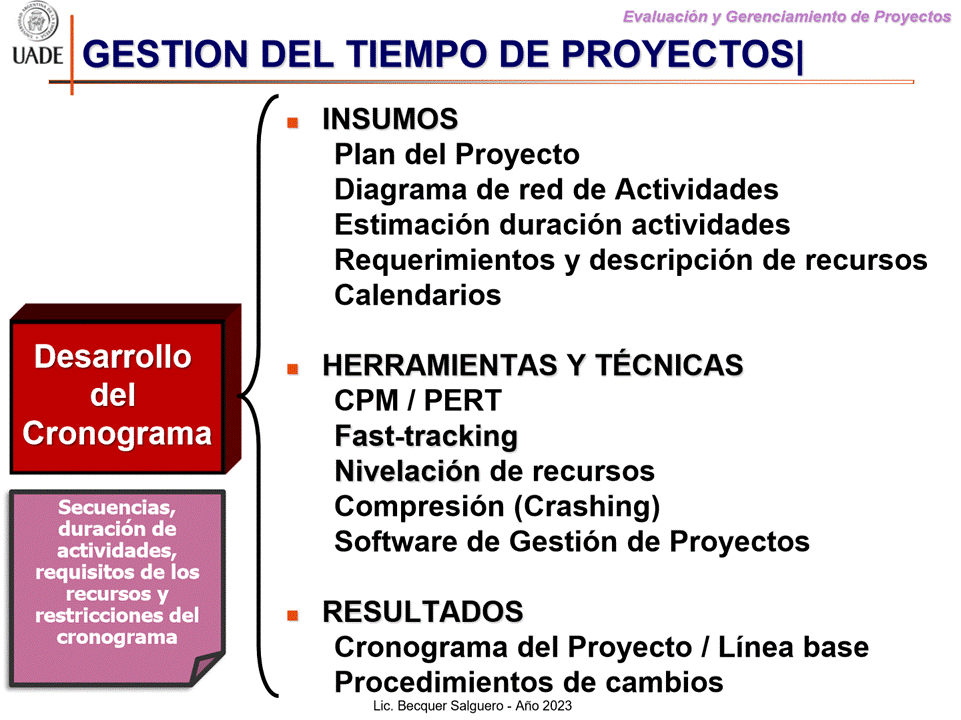 Evaluación y Gerenciamiento de Proyectos
UADE
GESTION DEL TIEMPO DE PROYECTOS|
INSUMOS
Plan del Proyecto
Diagrama de red de Actividades
Estimación duración actividades
Requerimientos y descripción de recursos
Calendarios
Desarrollo
del
Cronograma
HERRAMIENTAS Y TÉCNICAS
CPM / PERT
Fast-tracking
Nivelación de recursos
Compresión (Crashing)
Software de Gestión de Proyectos
Secuencias,
duración de
actividades,
requisitos de los
recursos y
restricciones del
cronograma
RESULTADOS
Cronograma del Proyecto / Línea base
Procedimientos de cambios
Lic. Becquer Salguero - Año 2023